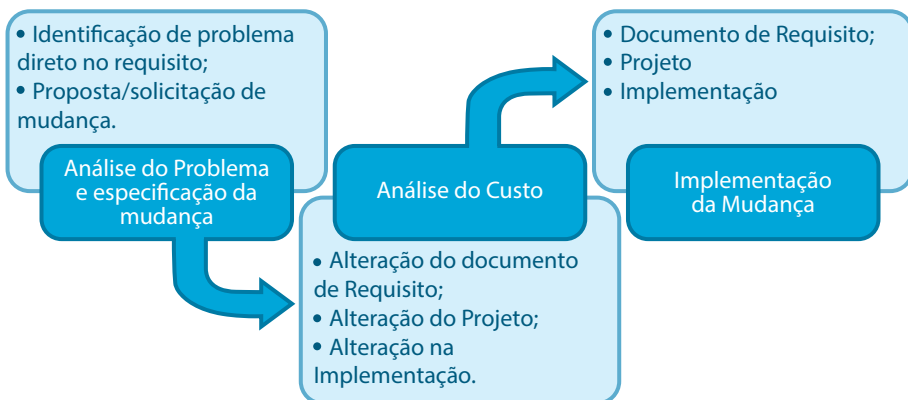 • Identificação de problema
direto no requisito;
• Proposta/solicitação de
mudança.
Análise do Problema
e especificação da
mudança
Análise do Custo
• Alteração do documento
de Requisito;
• Alteração do Projeto;
• Alteração na
Implementação.
• Documento de Requisito;
• Projeto
• Implementação
Implementação
da Mudança